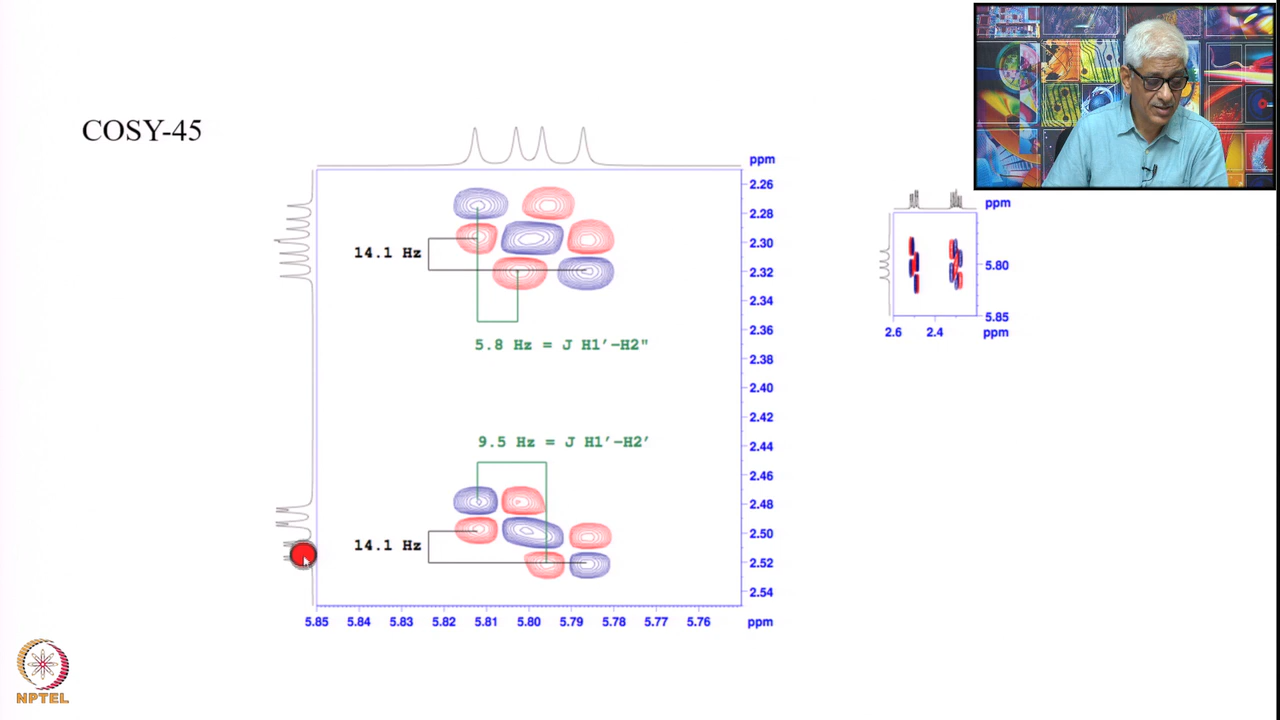 COSY-45
ppm
2.26
2.28
2.30
2.32
2.34
2.36
2.38
2.40
2.42
2.44
2.46
2.48
2.50
2.52
2.54
14.1 Hz
5.8 Hz = J H1'-H2"
9.5 Hz = J H1'-H2'
14.1 Hz
5.85 5.84 5.83 5.82 5.81 5.80 5.79 5.78 5.77 5.76 ppm
ppm
5.80
5.85
2.6 2.4 ppm
NPTEL